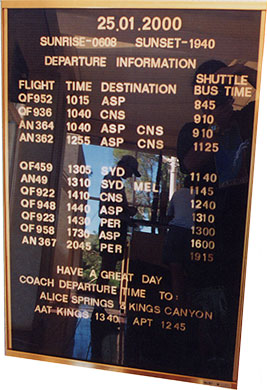 25.01.2000
SUNRISE-0608 SUNSET-1940
DEPARTURE INFORMATION
FLIGHT TIME DESTINATION SHUTTLE BUS TIME
QF952 1015 ASP 845
QF936 1040 CNS 910
AN364 1040 ASP CNS 910
AN362 1255 ASP CNS 1125
QF459 1305 SYD 1140
AN49 1310 SYD MEL 1145
QF922 1410 CNS 1240
QF948 1440 ASP 1310
QF923 1430 PER 1300
QF958 1730 ASP 1600
AN367 2045 PER 1915
HAVE A GREAT DAY
COACH DEPARTURE TIME TO:
ALICE SPRINGS & KINGS CANYON
AAT KINGS 1340 APT 1245